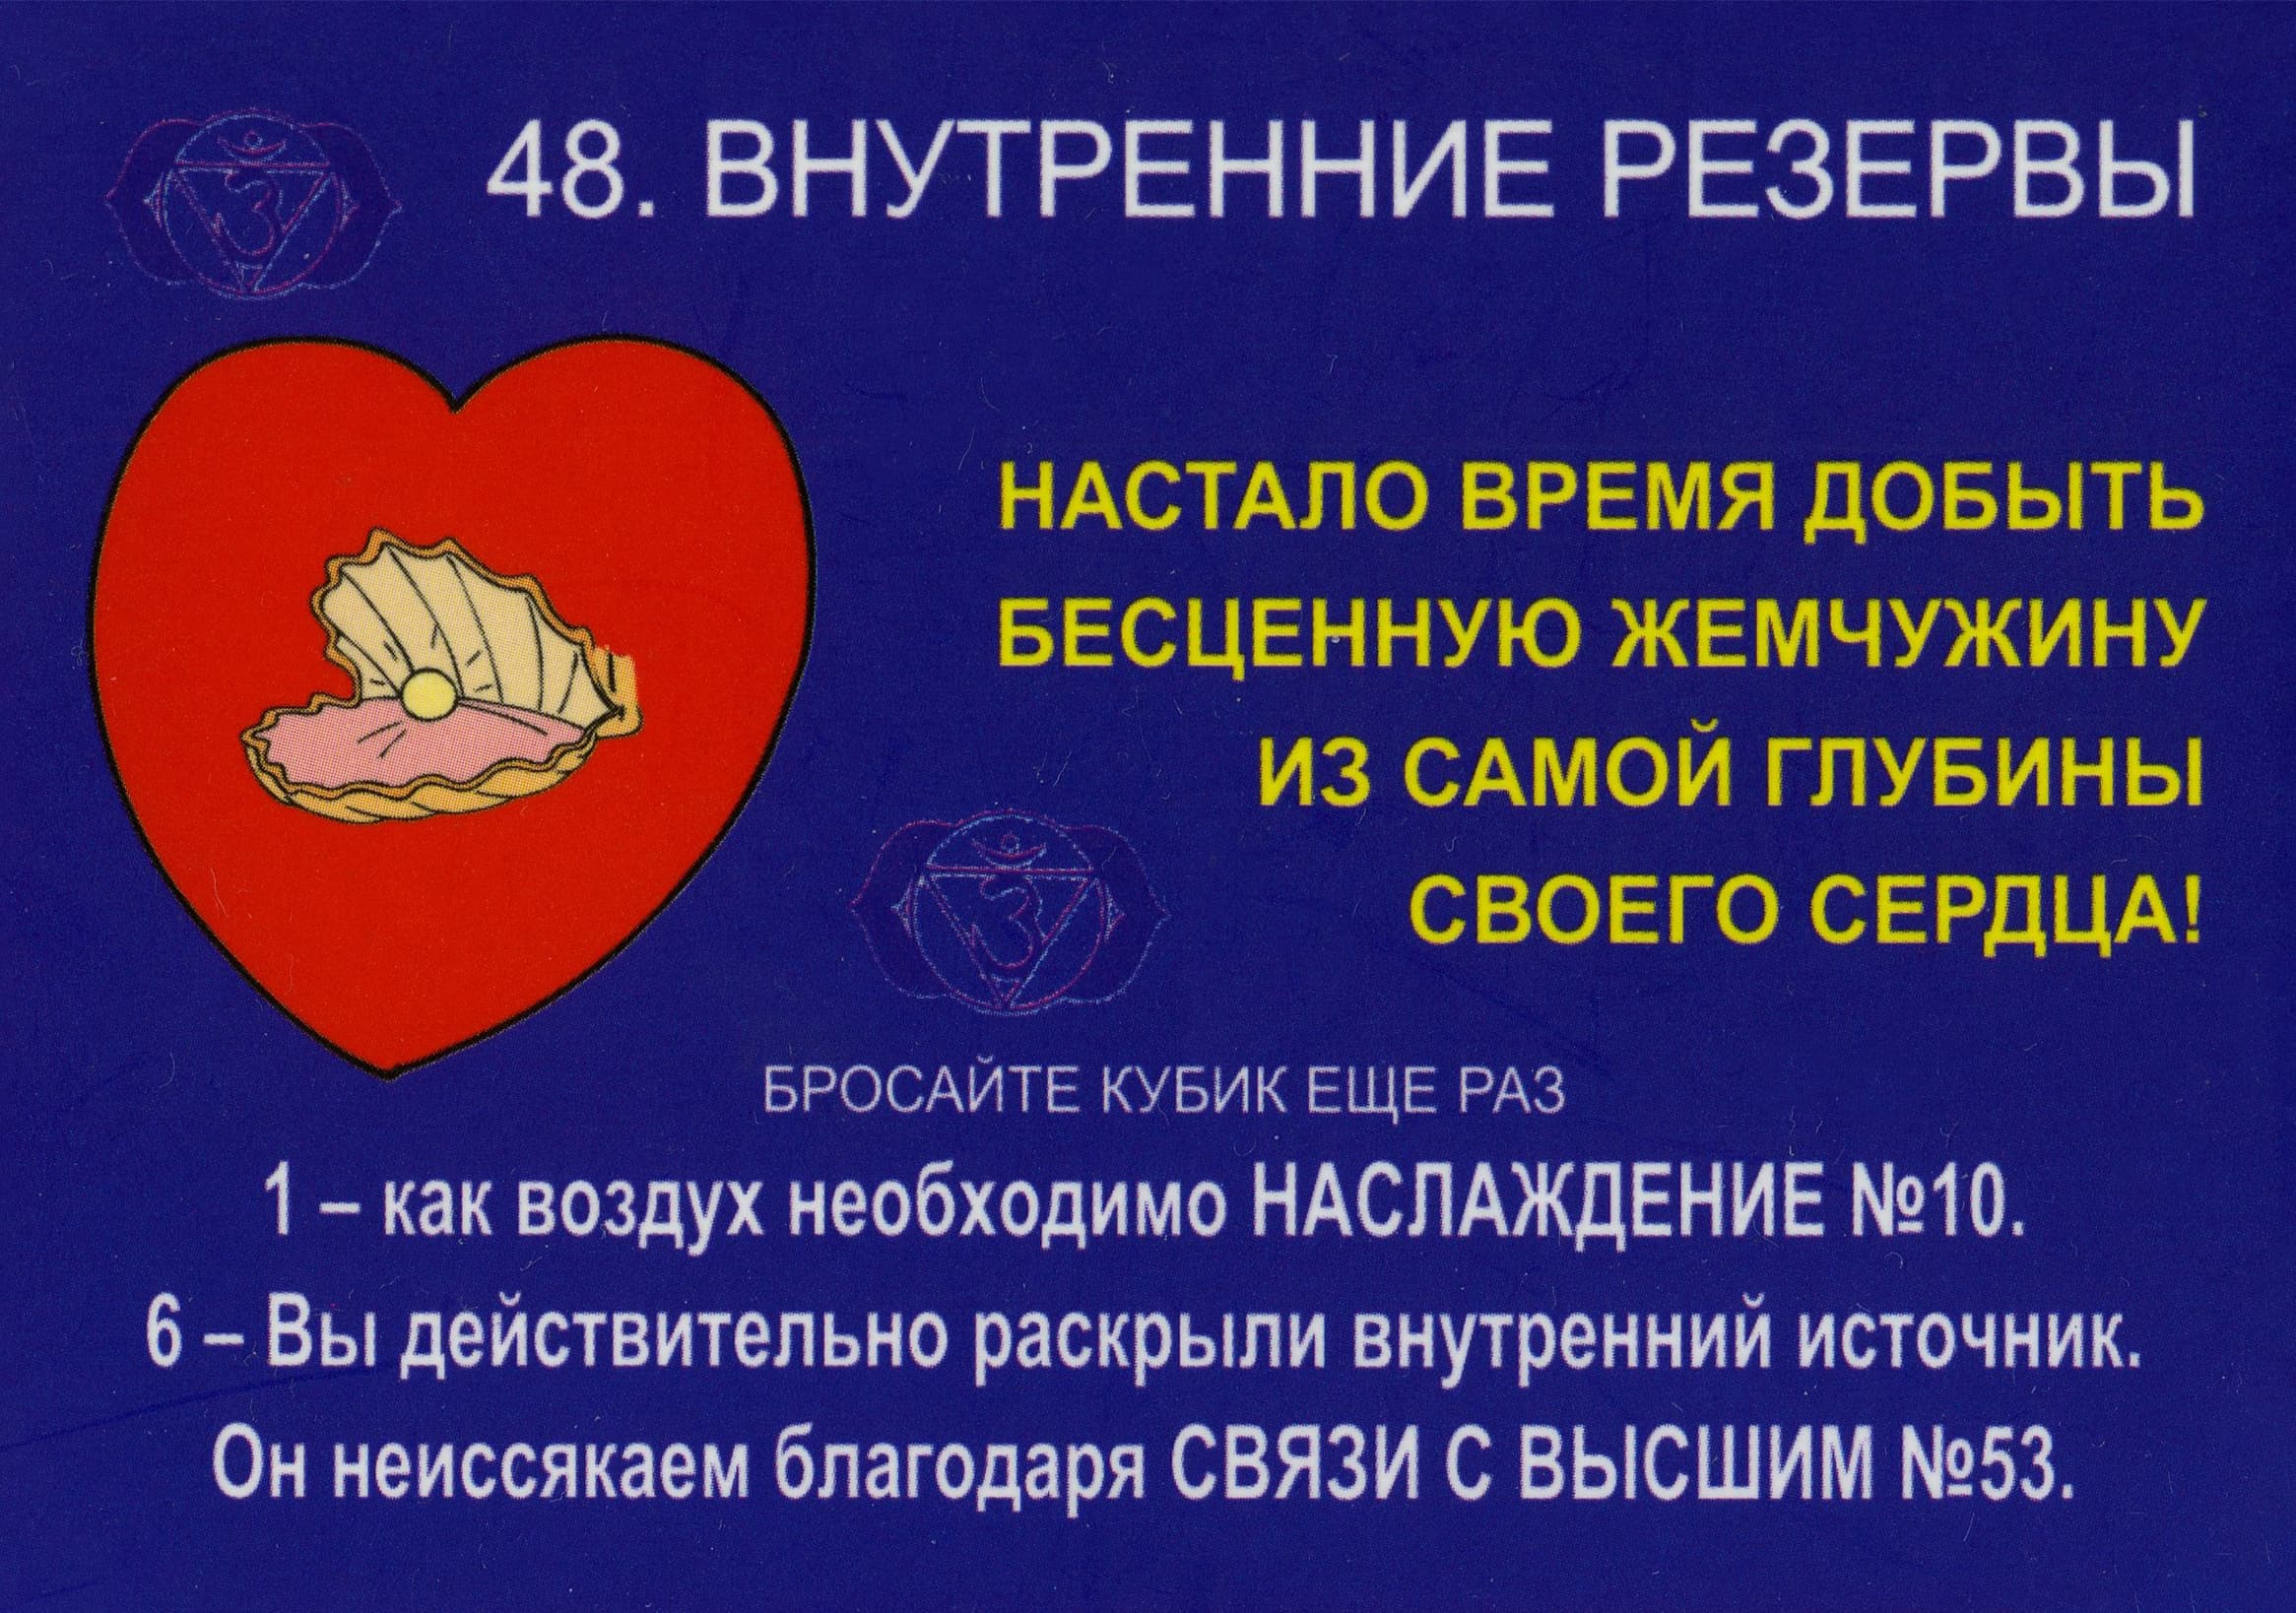 48. ВНУТРЕННИЕ РЕЗЕРВЫ
НАСТАЛО ВРЕМЯ ДОБЫТЬ
БЕСЦЕННУЮ ЖЕМЧУЖИНУ
ИЗ САМОЙ ГЛУБИНЫ
СВОЕГО СЕРДЦА!
БРОСАЙТЕ КУБИК ЕЩЕ РАЗ
1 – как воздух необходимо НАСЛАЖДЕНИЕ №10.
6 – Вы действительно раскрыли внутренний источник.
Он неиссякаем благодаря СВЯЗИ С ВЫСШИМ №53.